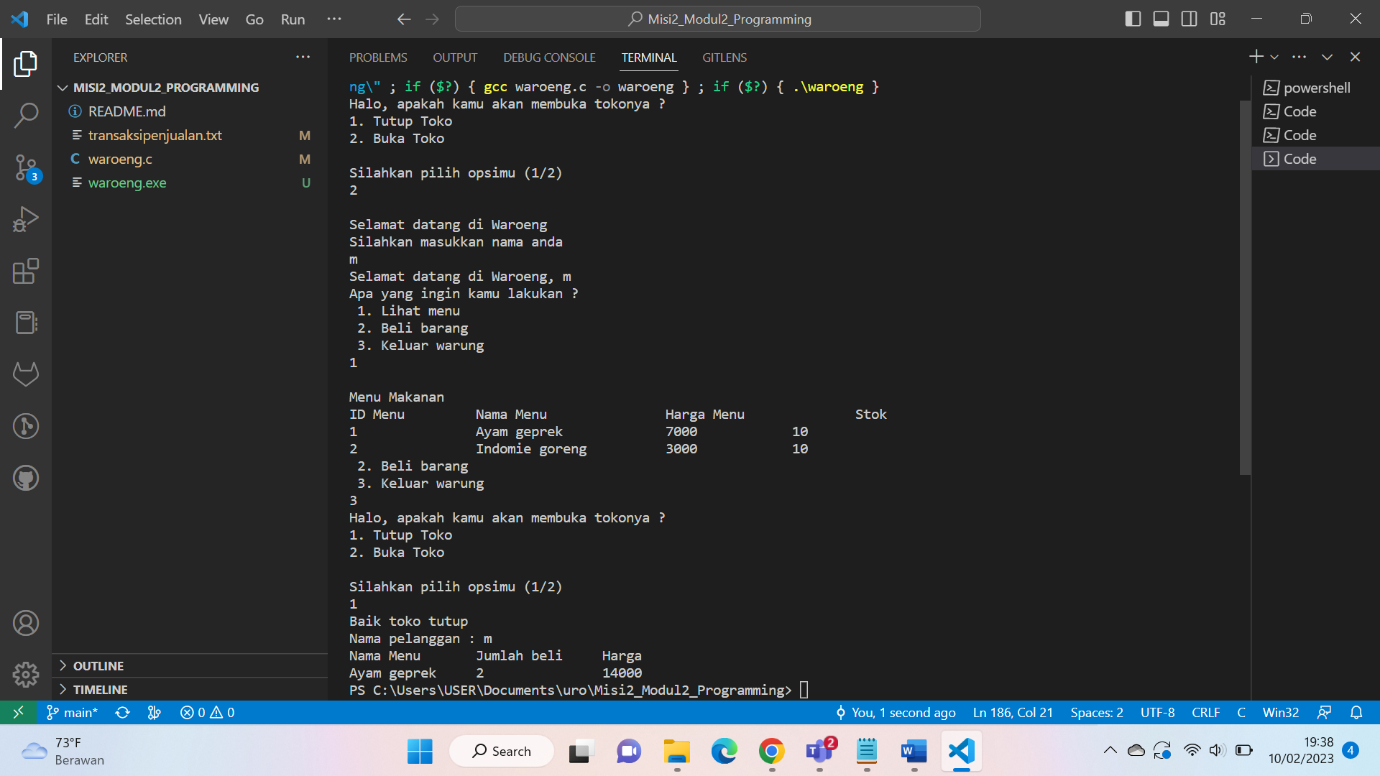 File Edit Selection View Go Run ···
Misi2_Modul2_Programming
EXPLORER ···
MISI2_MODUL2_PROGRAMMING
README.md
transaksipenjualan.txt M
C waroeng.c M
waroeng.exe U
3
OUTLINE
TIMELINE
PROBLEMS OUTPUT DEBUG CONSOLE TERMINAL GITLENS
ng\" ; if ($?) { gcc waroeng.c -o waroeng } ; if ($?) { .\waroeng }
Halo, apakah kamu akan membuka tokonya ?
1. Tutup Toko
2. Buka Toko
Silahkan pilih opsimu (1/2)
2
Selamat datang di Waroeng
Silahkan masukkan nama anda
m
Selamat datang di Waroeng, m
Apa yang ingin kamu lakukan ?
1. Lihat menu
2. Beli barang
3. Keluar warung
1
Menu Makanan
ID Menu Nama Menu Harga Menu Stok
1 Ayam geprek 7000 10
2 Indomie goreng 3000 10
2. Beli barang
3. Keluar warung
3
Halo, apakah kamu akan membuka tokonya ?
1. Tutup Toko
2. Buka Toko
Silahkan pilih opsimu (1/2)
1
Baik toko tutup
Nama pelanggan : m
Nama Menu Jumlah beli Harga
Ayam geprek 2 14000
PS C:\Users\USER\Documents\uro\Misi2_Modul2_Programming>
powershell
Code
Code
Code
main* 0 0 You, 1 second ago Ln 186, Col 21 Spaces: 2 UTF-8 CRLF C Win32
73°F
Berawan
Search
2
W
19:38
10/02/2023
4